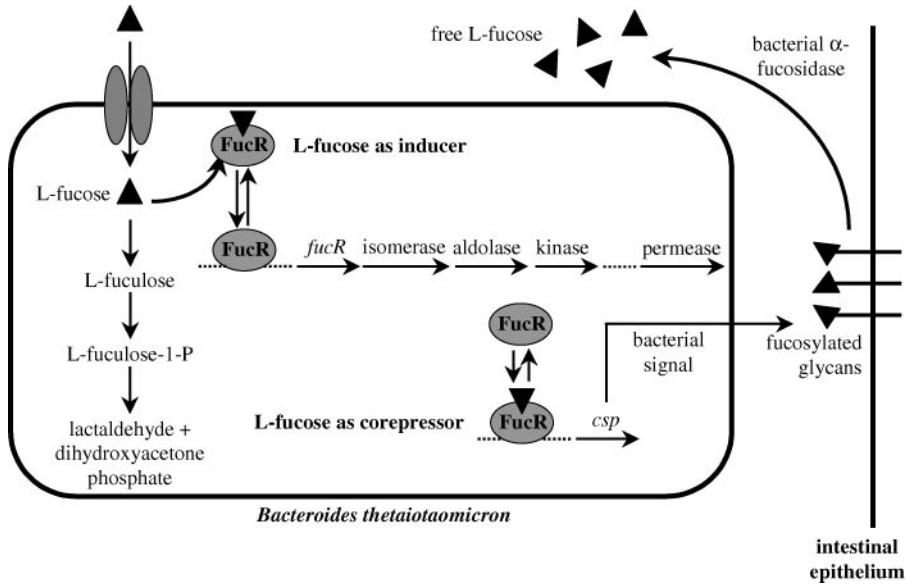 free L-fucose
bacterial α-
fucosidase
FucR
L-fucose as inducer
L-fucose
FucR
fucR
isomerase
aldolase
kinase
permease
L-fuculose
FucR
bacterial
signal
fucosylated
glycans
L-fuculose-1-P
L-fucose as corepressor
FucR
csp
lactaldehyde +
dihydroxyacetone
phosphate
Bacteroides thetaiotaomicron
intestinal
epithelium